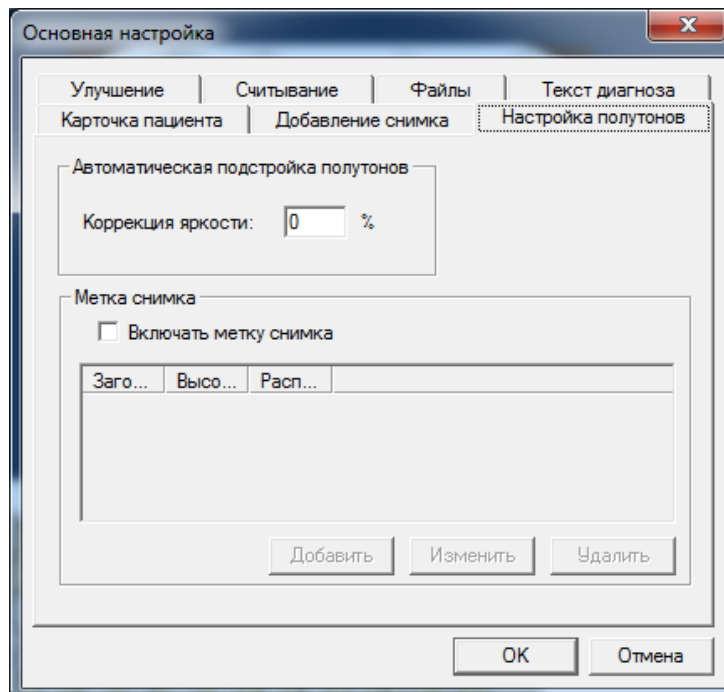 Основная настройка
Улучшение Считывание Файлы Текст диагноза
Карточка пациента Добавление снимка Настройка полутонов
Автоматическая подстройка полутонов
Коррекция яркости: 0 %
Метка снимка
Включать метку снимка
Заго... Высо... Расп...
Добавить Изменить Удалить
OK Отмена